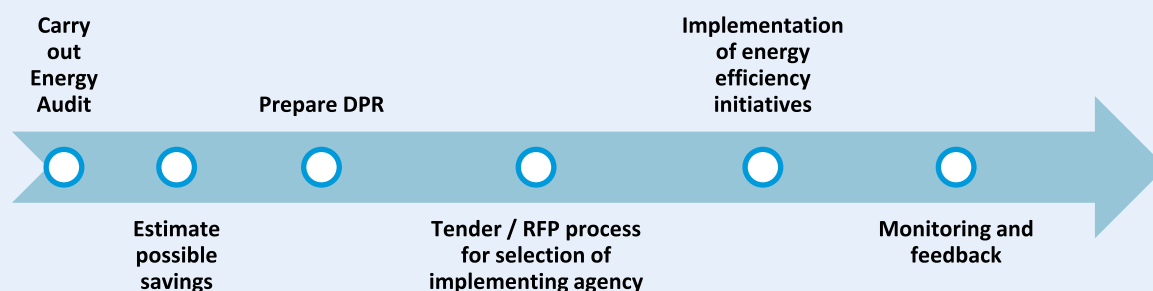 Carry
out
Energy
Audit
Estimate
possible
savings
Prepare DPR
Tender / RFP process
for selection of
implementing agency
Implementation
of energy
efficiency
initiatives
Monitoring and
feedback